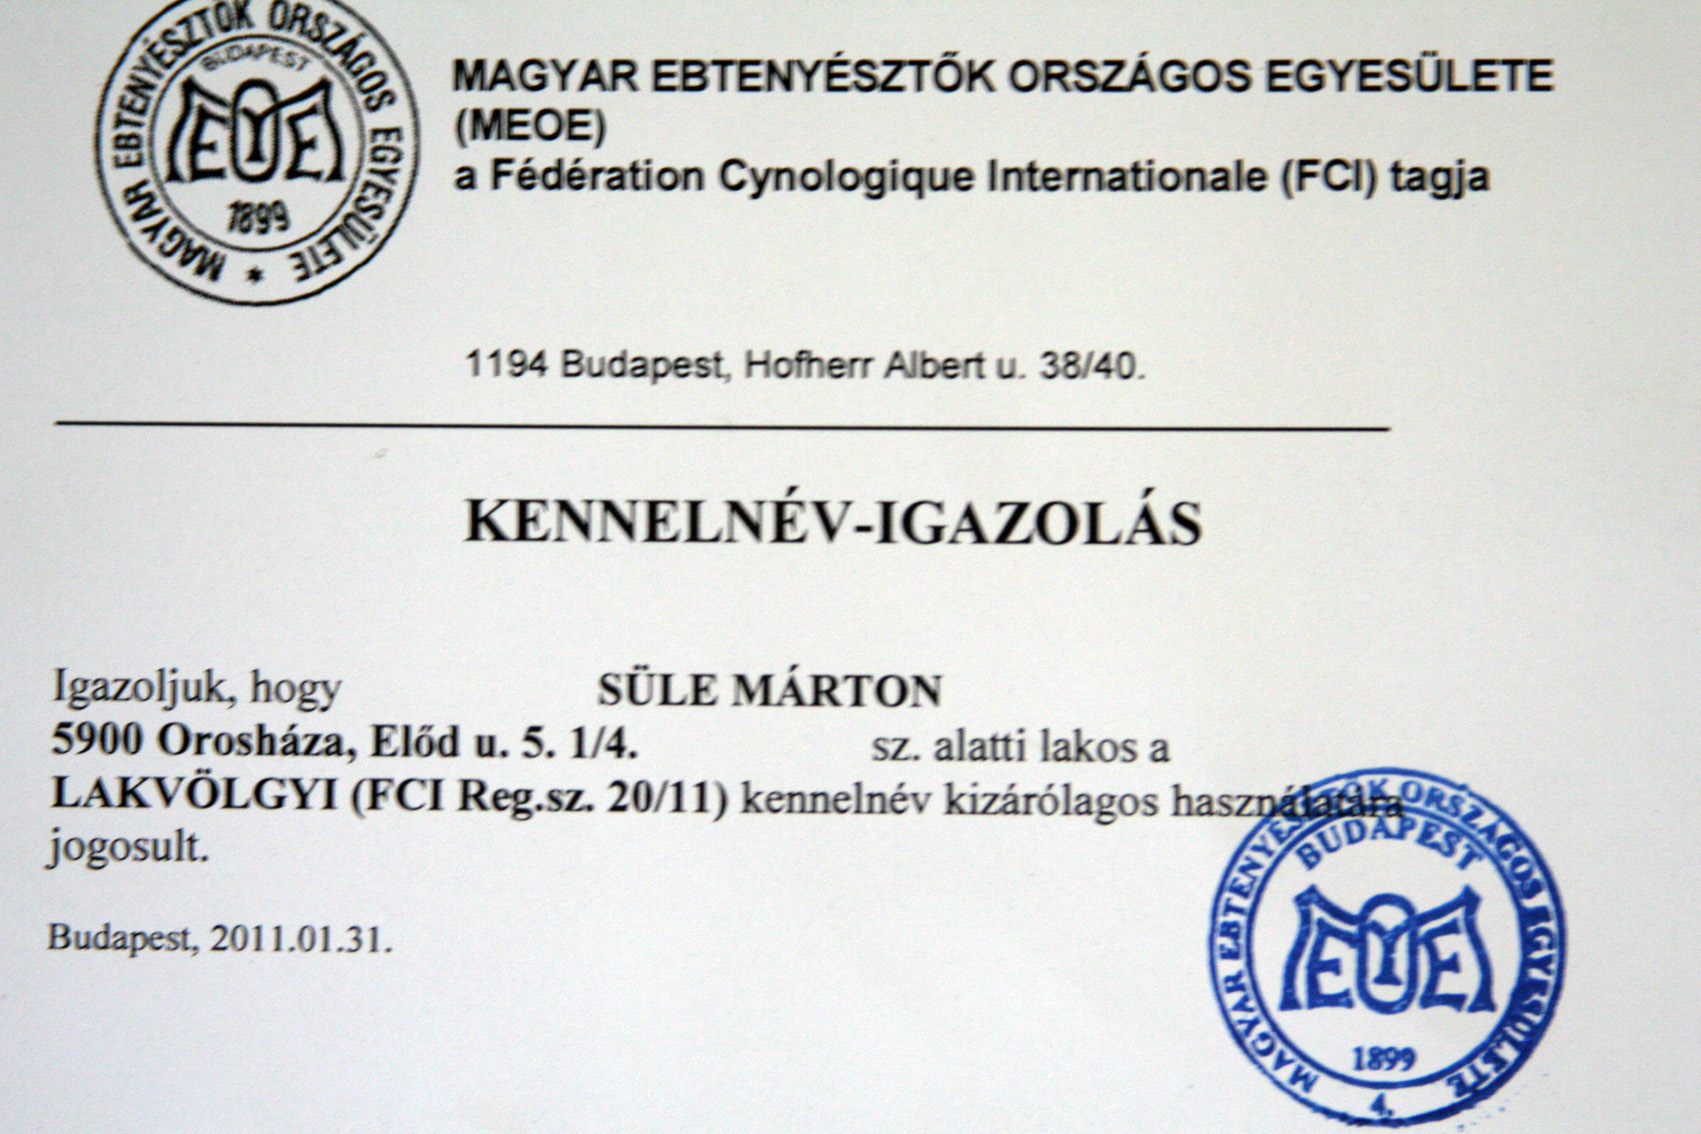 MAGYAR EBTENYÉSZTŐK ORSZÁGOS EGYESÜLETE
BUDAPEST
MEOE
1899
MAGYAR EBTENYÉSZTŐK ORSZÁGOS EGYESÜLETE
(MEOE)
a Fédération Cynologique Internationale (FCI) tagja
1194 Budapest, Hofherr Albert u. 38/40.
KENNELNÉV-IGAZOLÁS
Igazoljuk, hogy SÜLE MÁRTON
5900 Orosháza, Előd u. 5. 1/4. sz. alatti lakos a
LAKVÖLGYI (FCI Reg.sz. 20/11) kennelnév kizárólagos használatára
jogosult.
Budapest, 2011.01.31.
MAGYAR EBTENYÉSZTŐK ORSZÁGOS EGYESÜLETE
BUDAPEST
MEOE
1899
4.